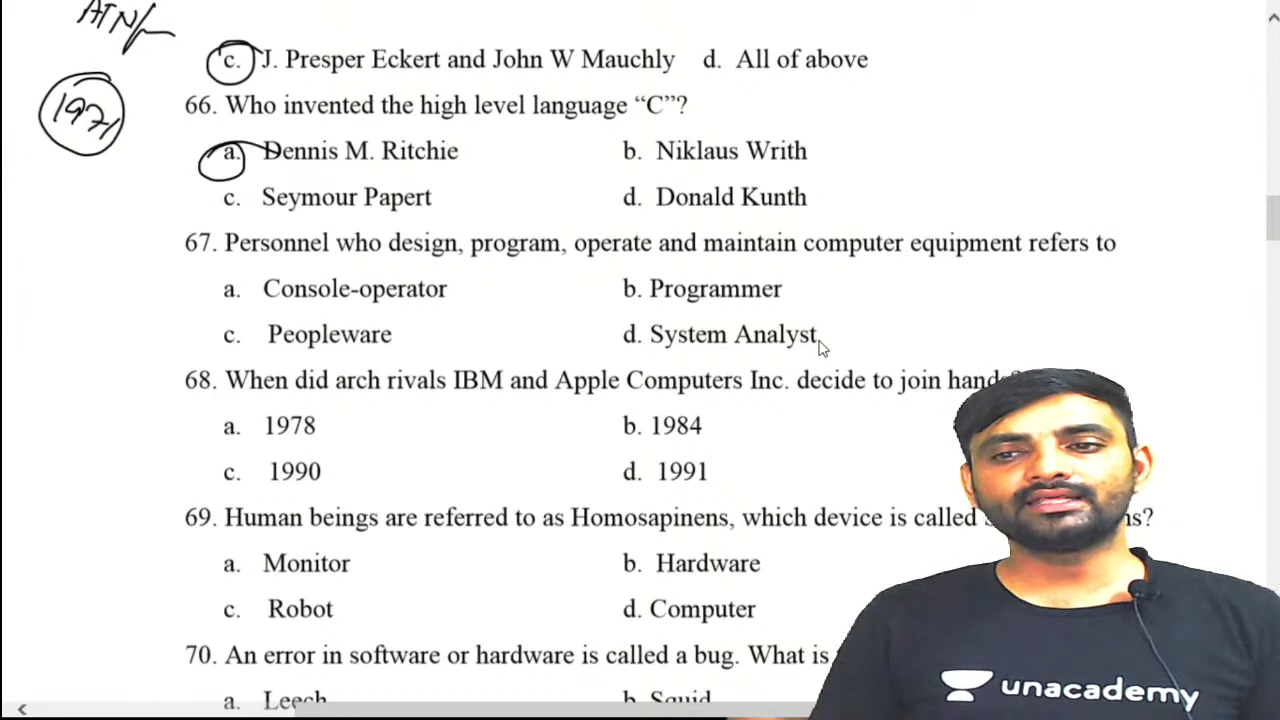 ATN
c. J. Presper Eckert and John W Mauchly d. All of above
1971
66. Who invented the high level language “C”?
a. Dennis M. Ritchie b. Niklaus Writh
c. Seymour Papert d. Donald Kunth
67. Personnel who design, program, operate and maintain computer equipment refers to
a. Console-operator b. Programmer
c. Peopleware d. System Analyst
68. When did arch rivals IBM and Apple Computers Inc. decide to join
a. 1978 b. 1984
c. 1990 d. 1991
69. Human beings are referred to as Homosapinens, which device is called
a. Monitor b. Hardware
c. Robot d. Computer
70. An error in software or hardware is called a bug. What is
a. Leech b. Squid
unacademy